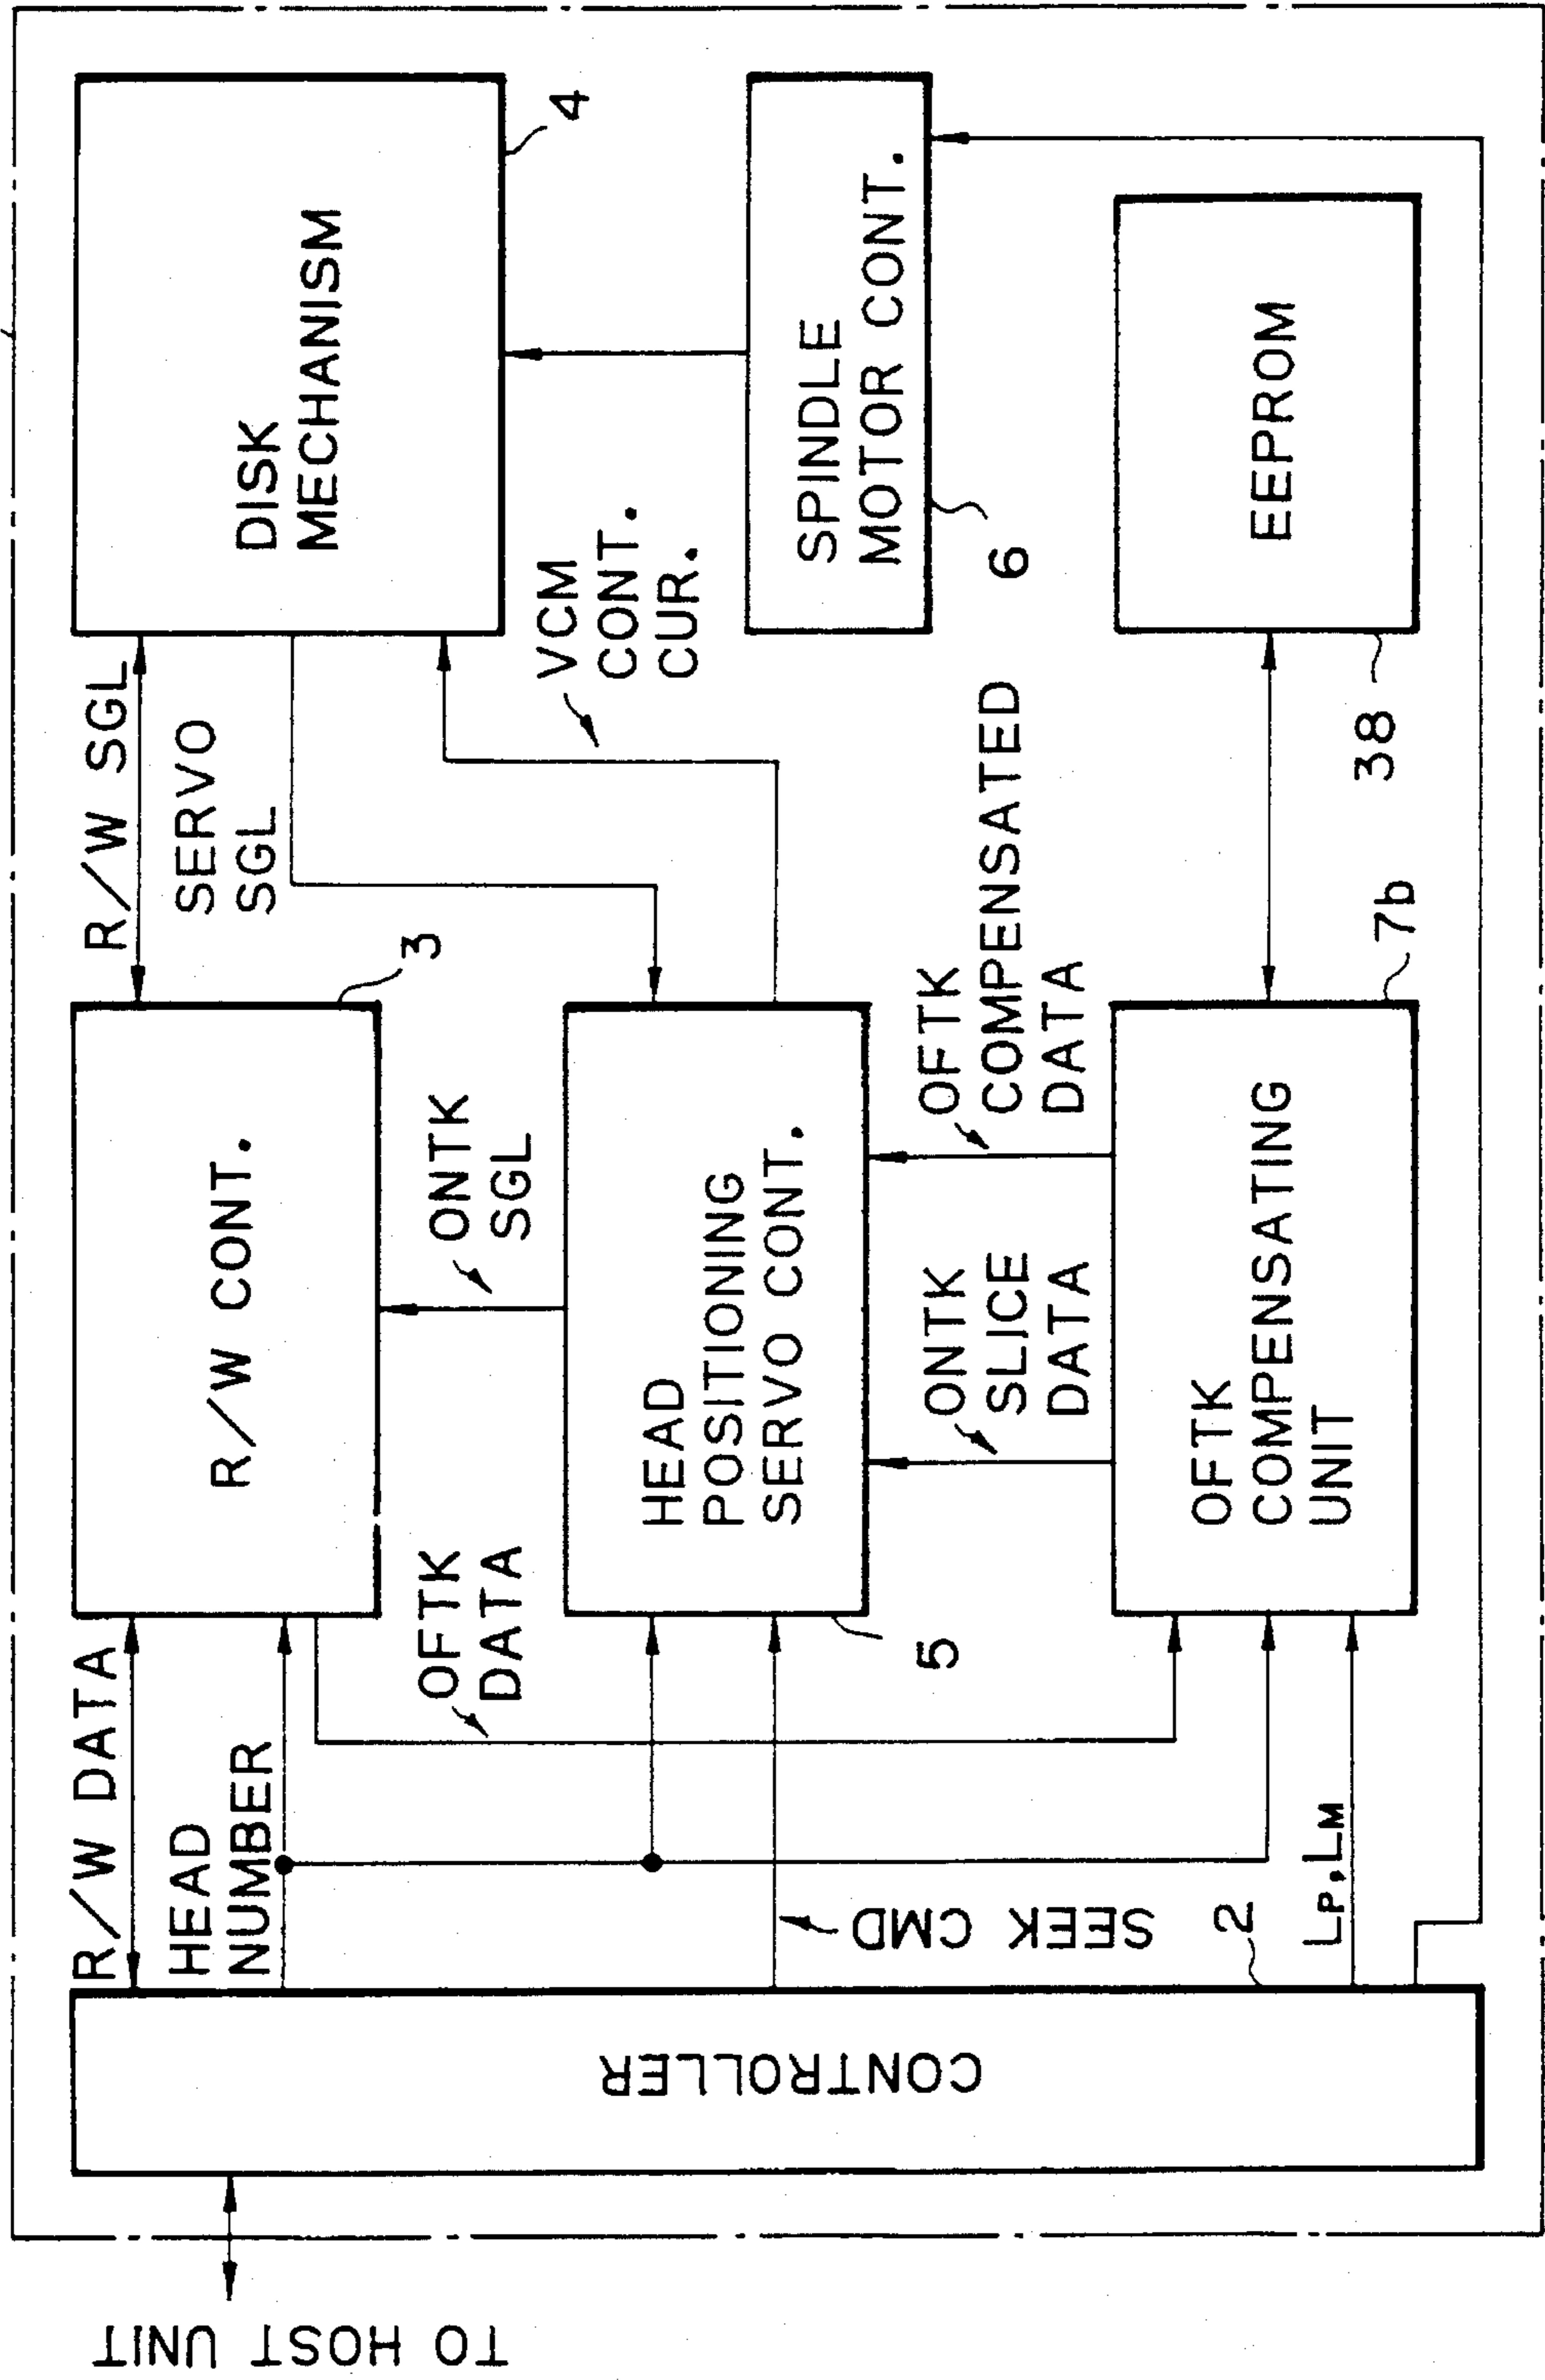 TO HOST UNIT
CONTROLLER
2
R/W DATA
HEAD
NUMBER
SEEK CMD
LP, LM
R/W CONT.
3
OFTK
DATA
ONTK
SGL
HEAD
POSITIONING
SERVO CONT.
5
ONTK
SLICE
DATA
OFTK
COMPENSATED
DATA
OFTK
COMPENSATING
UNIT
7b
R/W SGL
SERVO
SGL
VCM
CONT.
CUR.
DISK
MECHANISM
4
SPINDLE
MOTOR CONT.
6
EEPROM
38